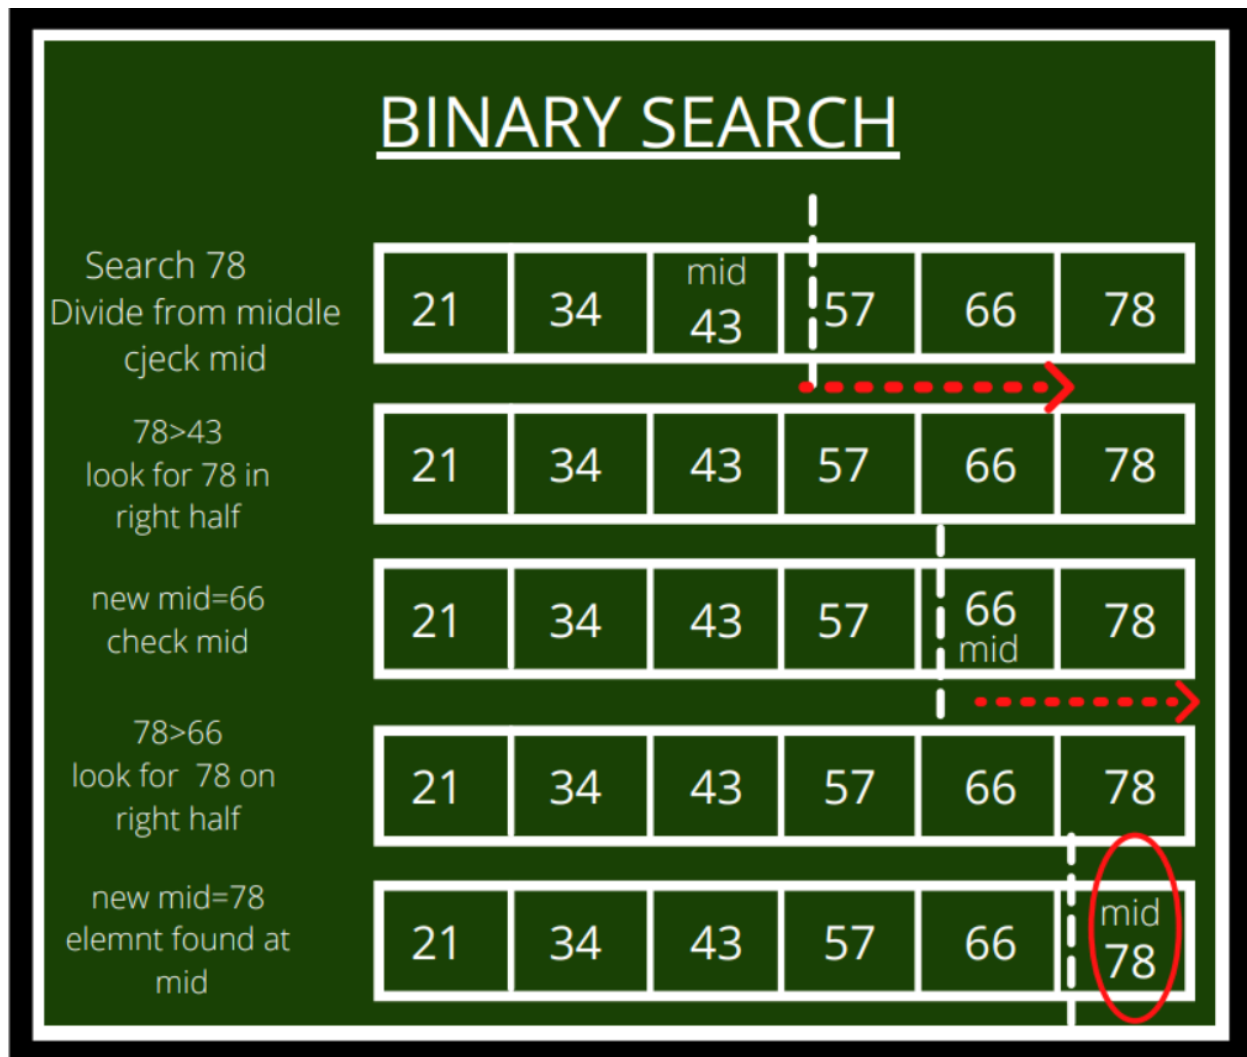 BINARY SEARCH
Search 78
Divide from middle
cjeck mid
mid
21 34 43 57 66 78
78>43
look for 78 in
right half
21 34 43 57 66 78
new mid=66
check mid
21 34 43 57 66 78
mid
78>66
look for 78 on
right half
21 34 43 57 66 78
new mid=78
elemnt found at
mid
mid
21 34 43 57 66 78